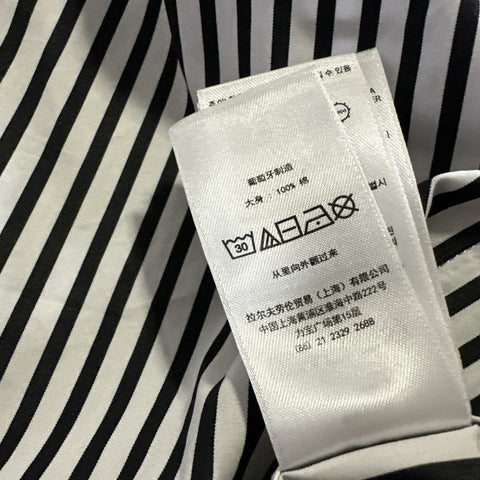 葡萄牙制造
大身 : 100% 棉
30
从里向外翻过来
拉尔夫劳伦贸易 (上海) 有限公司
中国上海黄浦区淮海中路222号
力宝广场第15层
(86) 21 2329 2688